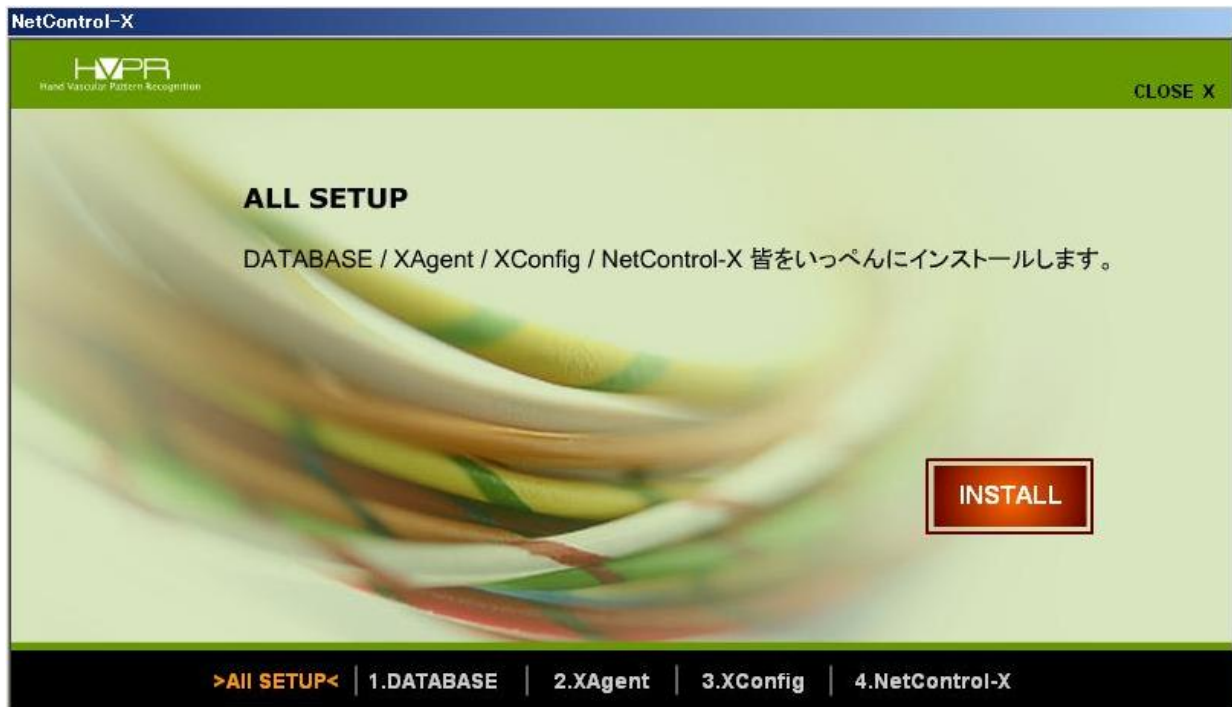 NetControl-X
HVPR
Hand Vascular Pattern Recognition
CLOSE X
ALL SETUP
DATABASE / XAgent / XConfig / NetControl-X 皆をいっぺんにインストールします。
INSTALL
>All SETUP< | 1.DATABASE | 2.XAgent | 3.XConfig | 4.NetControl-X